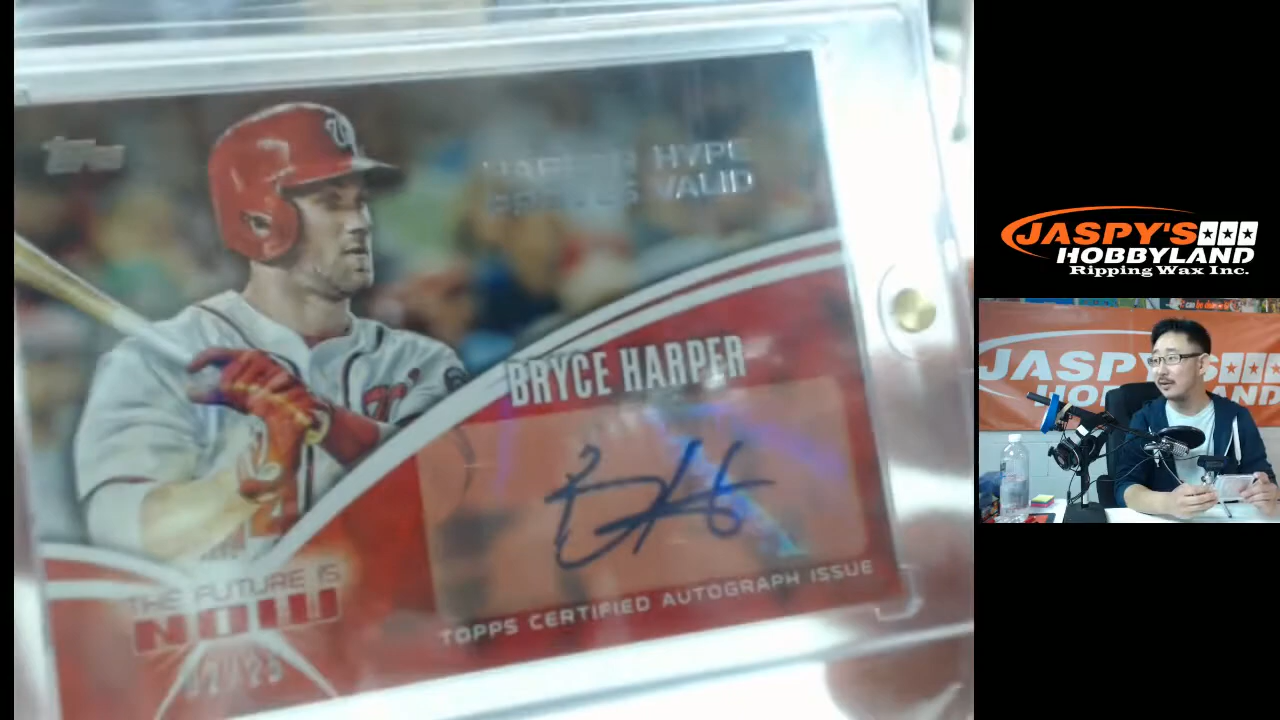 topps
HARPER HYPE
PROVES VALID
BRYCE HARPER
THE FUTURE IS
NOW
TOPPS CERTIFIED AUTOGRAPH ISSUE
JASPY'S
HOBBYLAND
Ripping Wax Inc.
JASPY'S